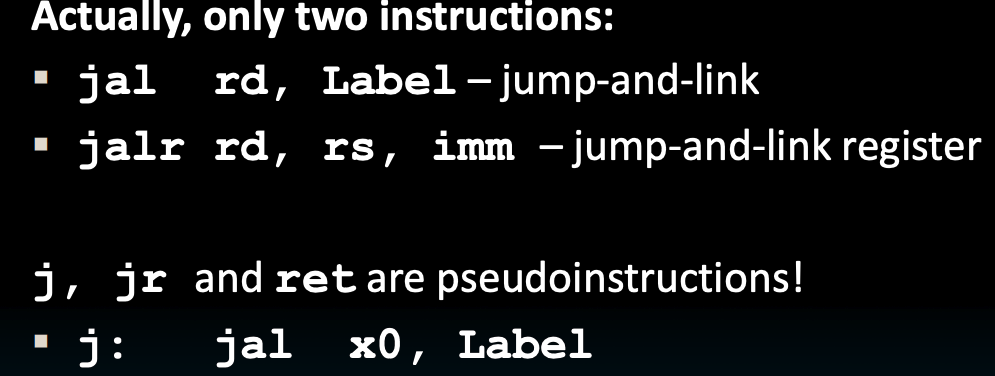 Actually, only two instructions:
▪ jal rd, Label – jump-and-link
▪ jalr rd, rs, imm – jump-and-link register
j, jr and ret are pseudoinstructions!
▪ j: jal x0, Label